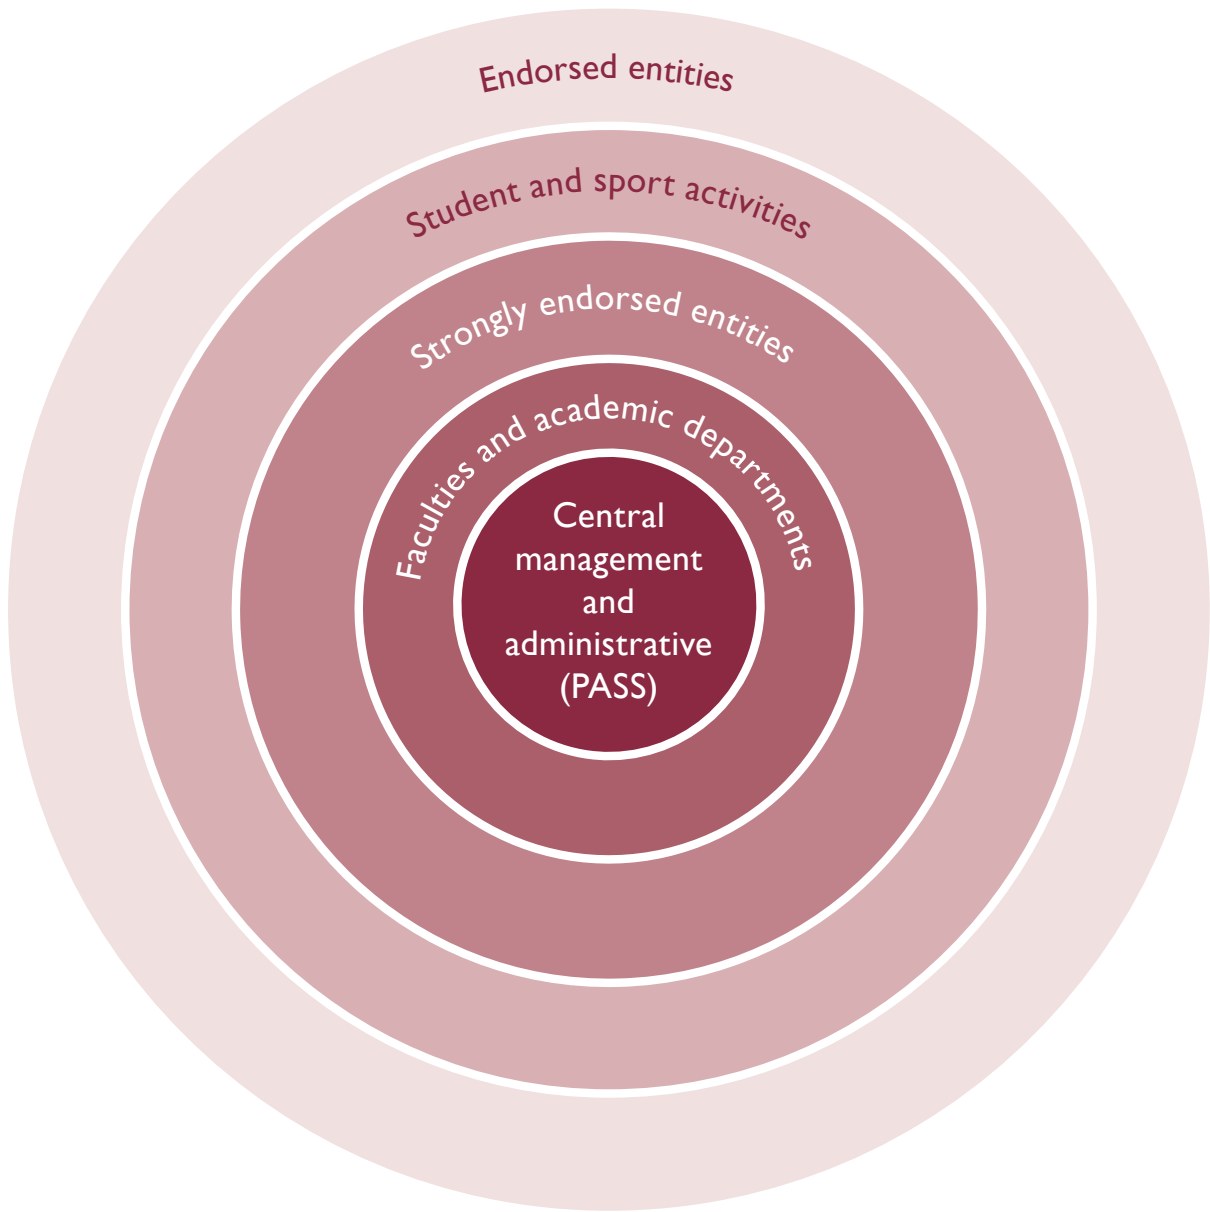 Endorsed entities
Student and sport activities
Strongly endorsed entities
Faculties and academic departments
Central
management
and
administrative
(PASS)